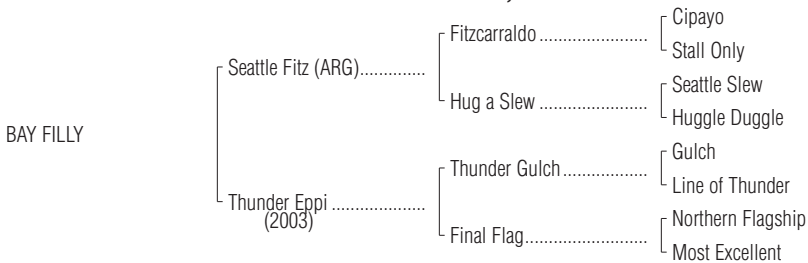 Cipayo
Fitzcarraldo ........................
Stall Only
Seattle Fitz (ARG)..............
Seattle Slew
Hug a Slew ........................
Huggle Duggle
BAY FILLY
Gulch
Thunder Gulch ..................
Line of Thunder
Thunder Eppi ....................
(2003)
Northern Flagship
Final Flag..........................
Most Excellent